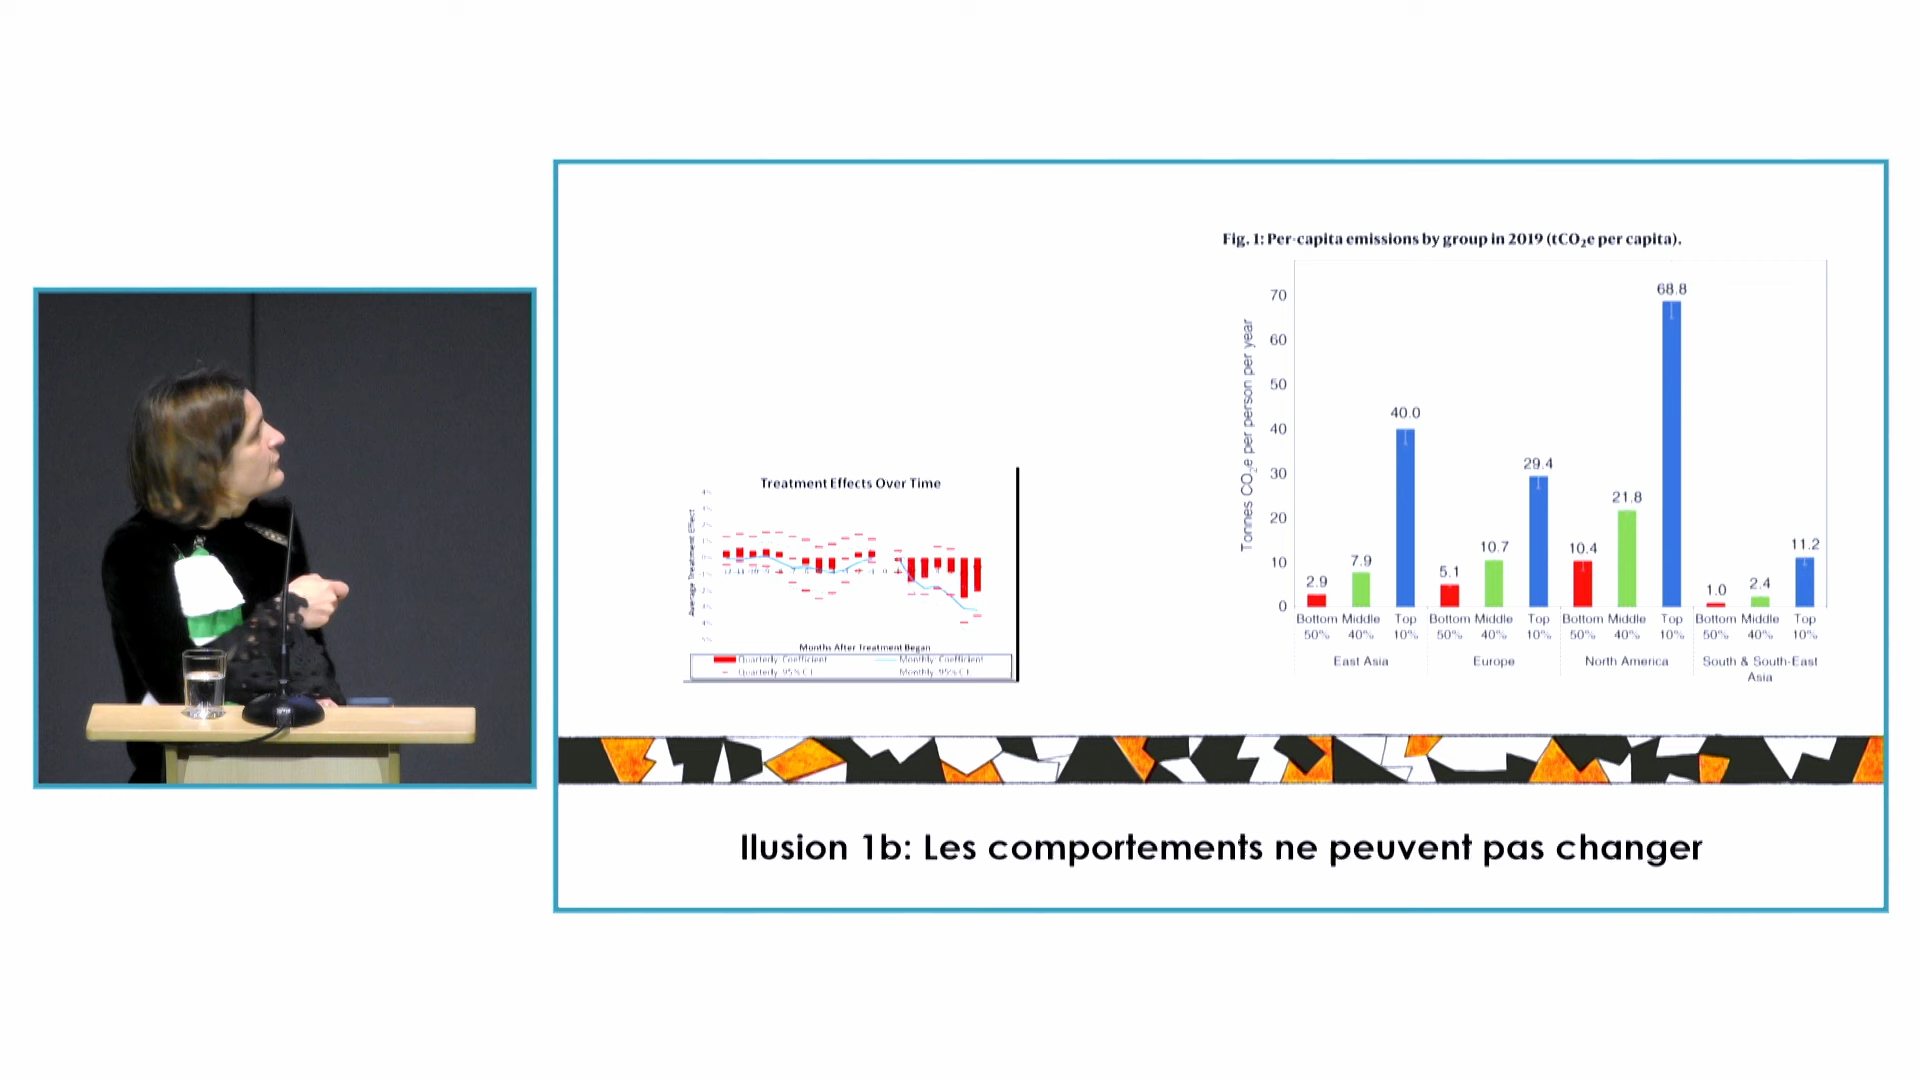 Fig. 1: Per-capita emissions by group in 2019 (tCO₂e per capita).
Tonnes CO₂e per person per year
70
60
50
40
30
20
10
0
2.9
7.9
40.0
5.1
10.7
29.4
10.4
21.8
68.8
1.0
2.4
11.2
Bottom Middle Top Bottom Middle Top Bottom Middle Top Bottom Middle Top
50% 40% 10% 50% 40% 10% 50% 40% 10% 50% 40% 10%
East Asia Europe North America South & South-East
Asia
Treatment Effects Over Time
Average Treatment Effect
Months After Treatment Began
Quarterly Coefficient Monthly Coefficient
Quarterly 95% C.I. Monthly 95% C.I.
Ilusion 1b: Les comportements ne peuvent pas changer